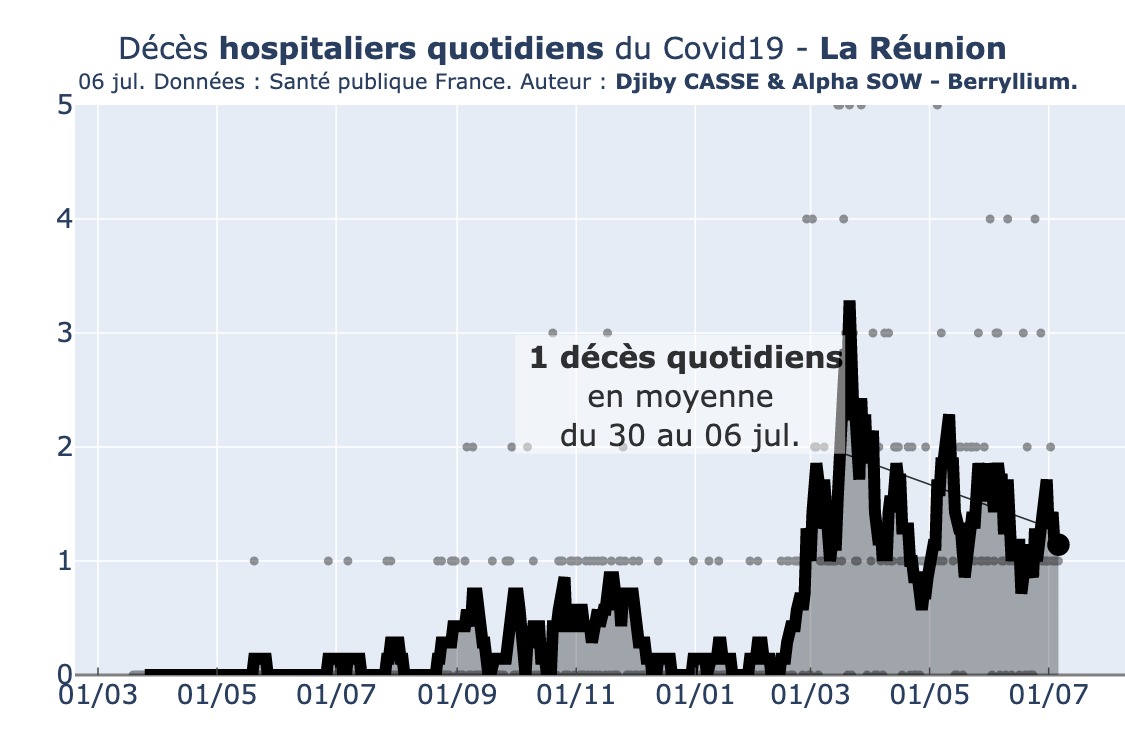 Décès hospitaliers quotidiens du Covid19 - La Réunion
06 jul. Données : Santé publique France. Auteur : Djiby CASSE & Alpha SOW - Berryllium.
5
4
3
2
1
0
1 décès quotidiens
en moyenne
du 30 au 06 jul.
01/03 01/05 01/07 01/09 01/11 01/01 01/03 01/05 01/07